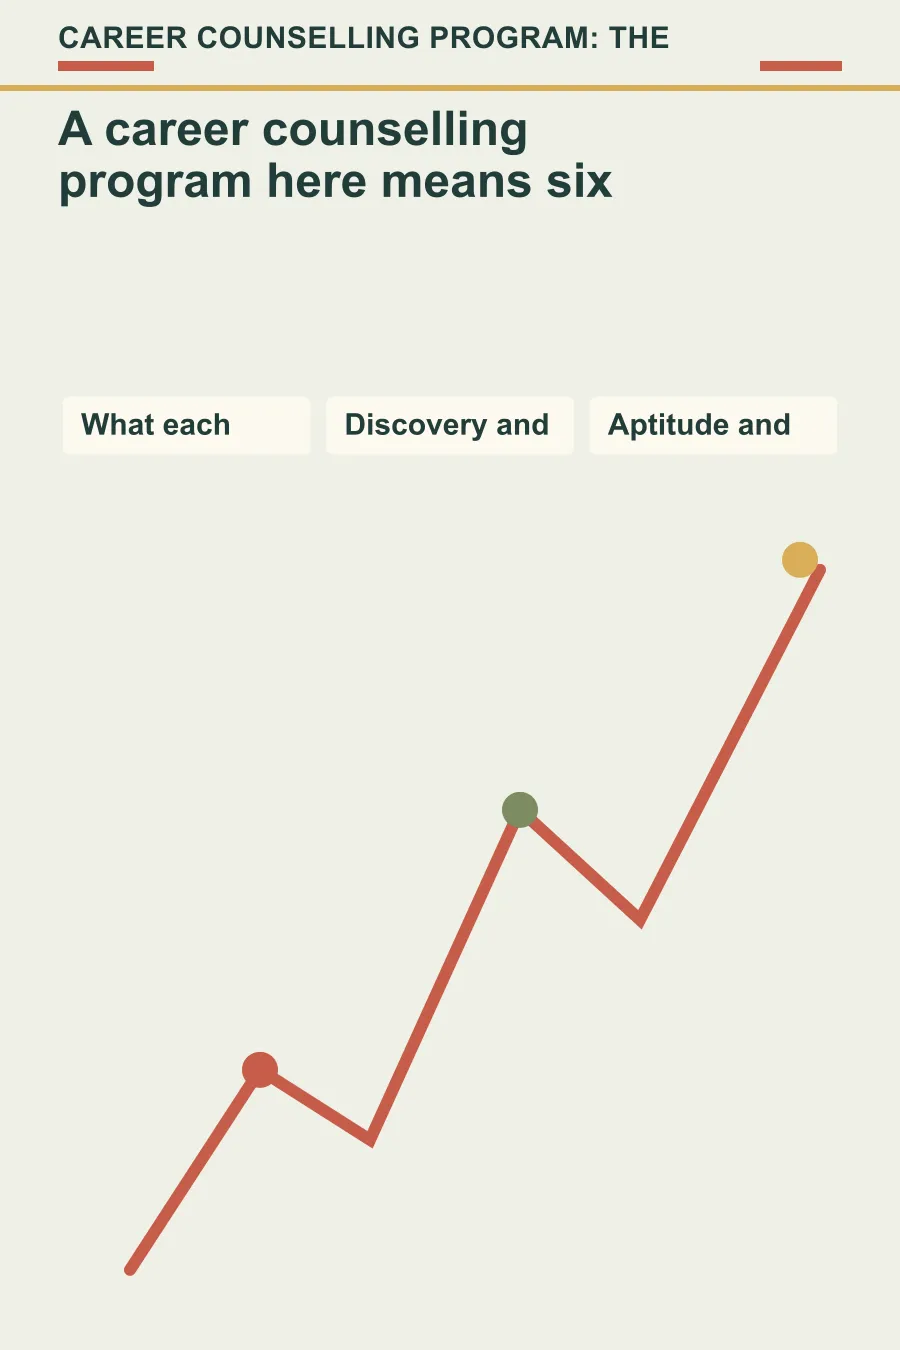 CAREER COUNSELLING PROGRAM: THE
A career counselling
program here means six
What each
Discovery and
Aptitude and